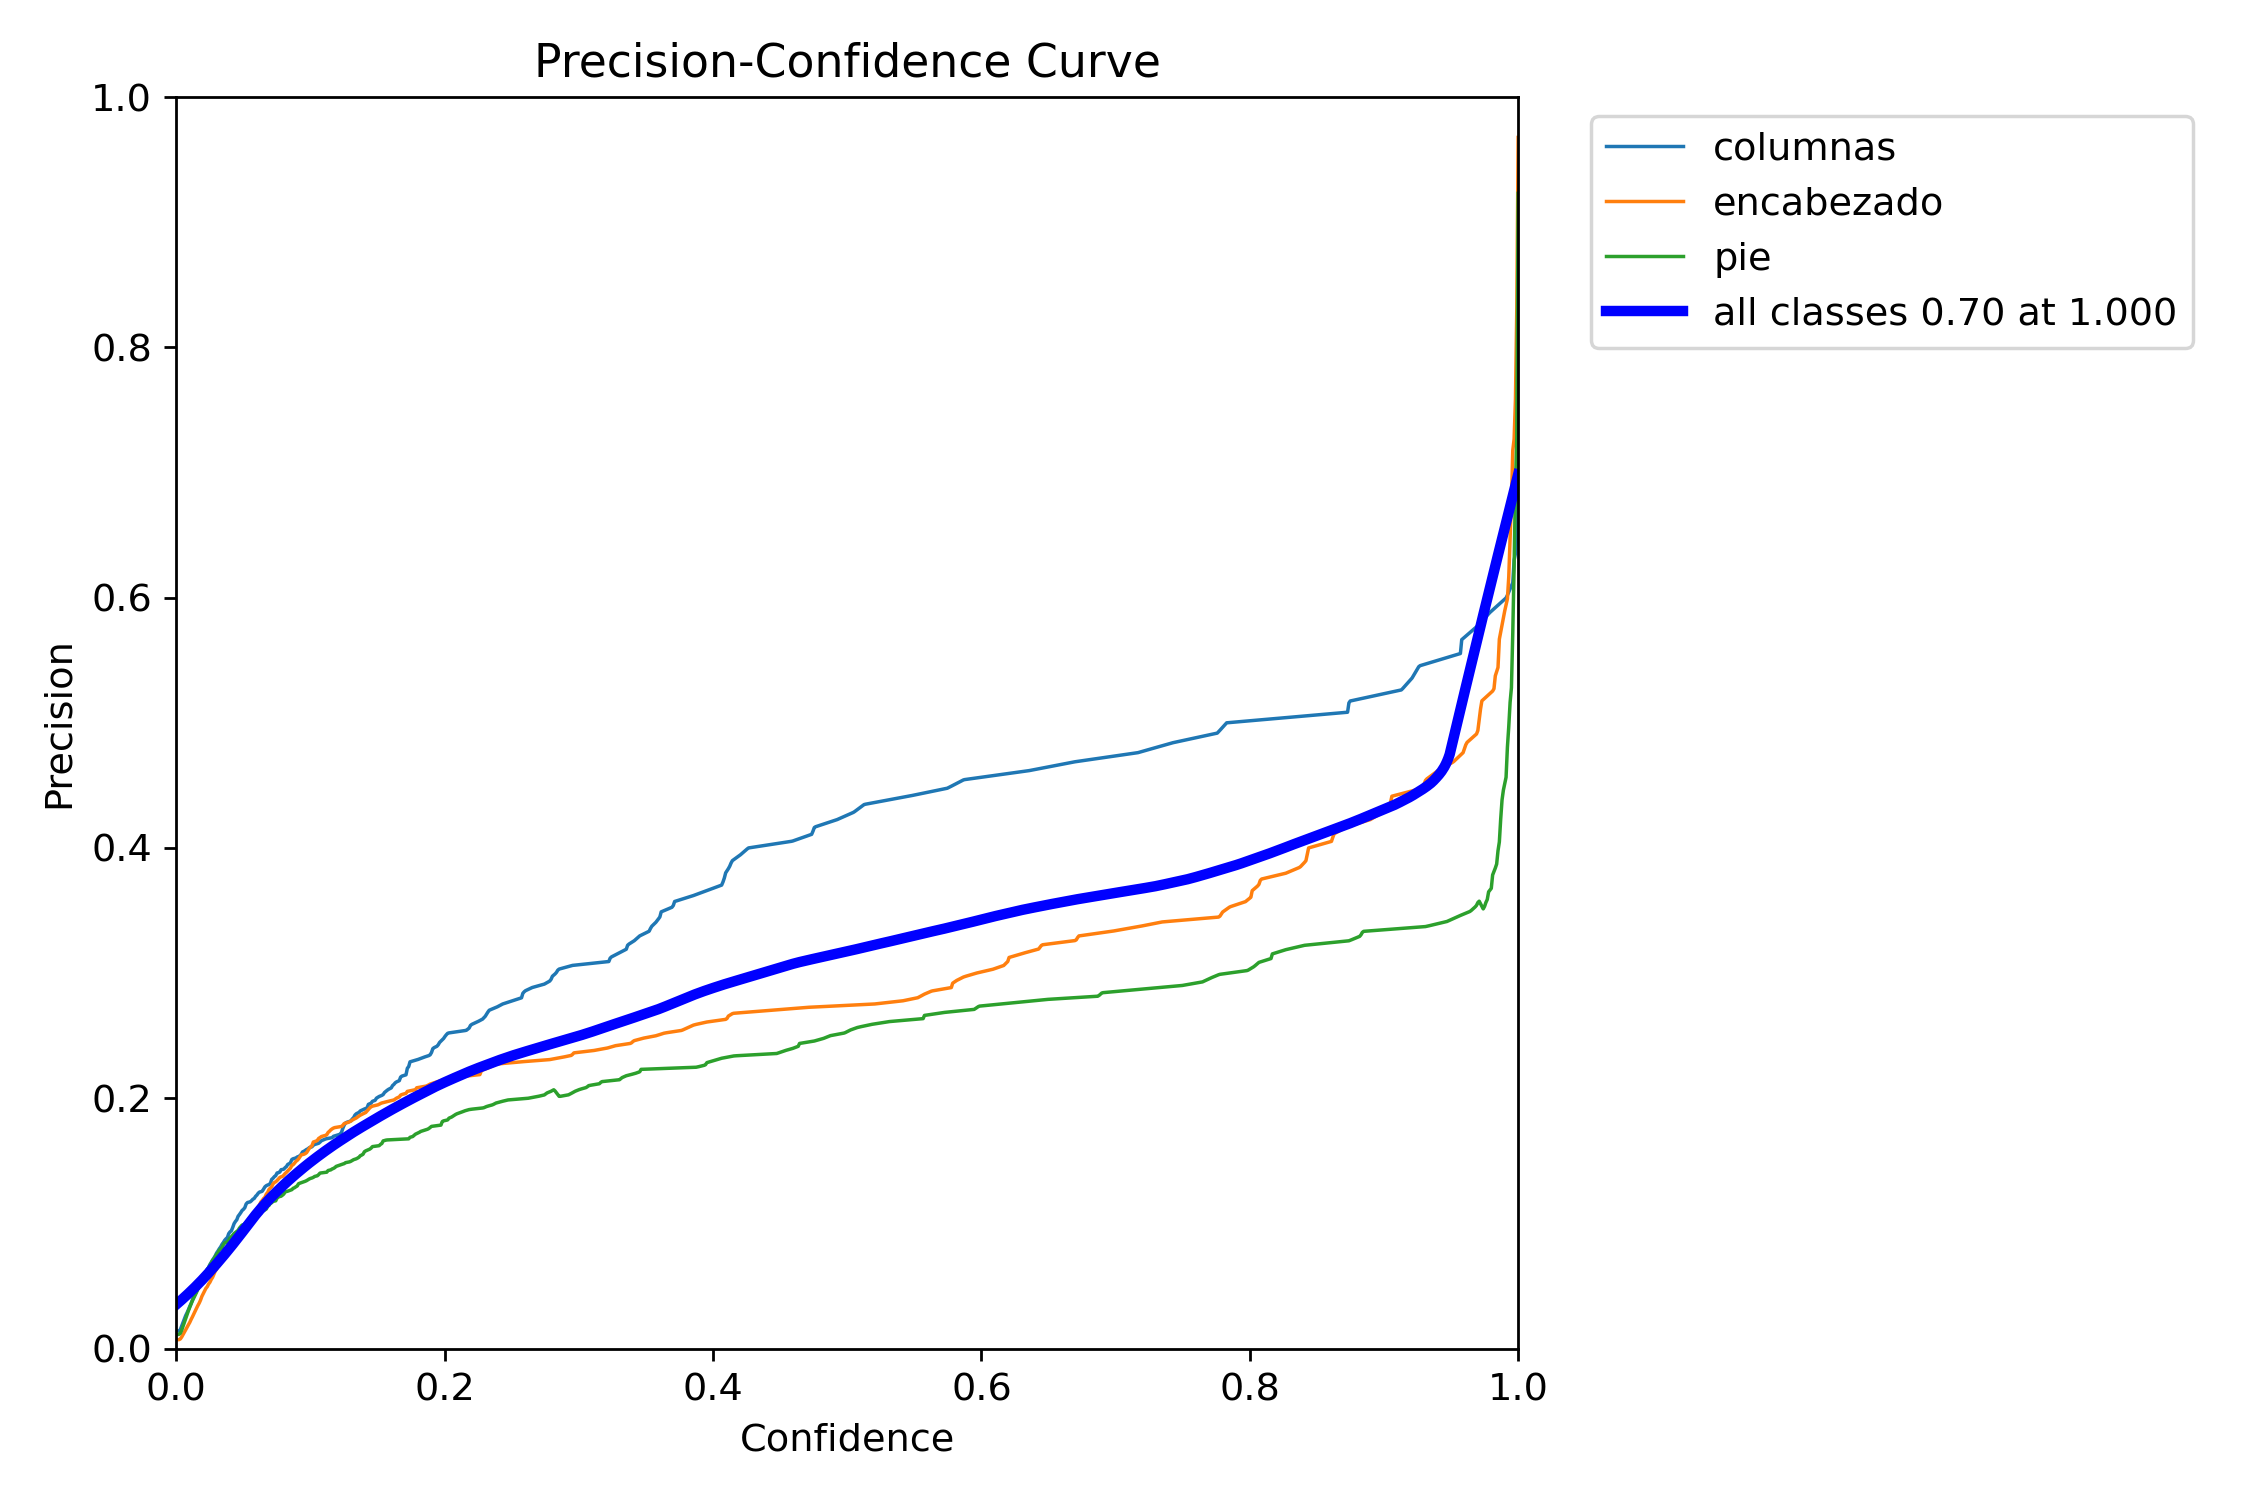 Precision-Confidence Curve
1.0
0.8
0.6
0.4
0.2
0.0
Precision
0.0 0.2 0.4 0.6 0.8 1.0
Confidence
columnas
encabezado
pie
all classes 0.70 at 1.000